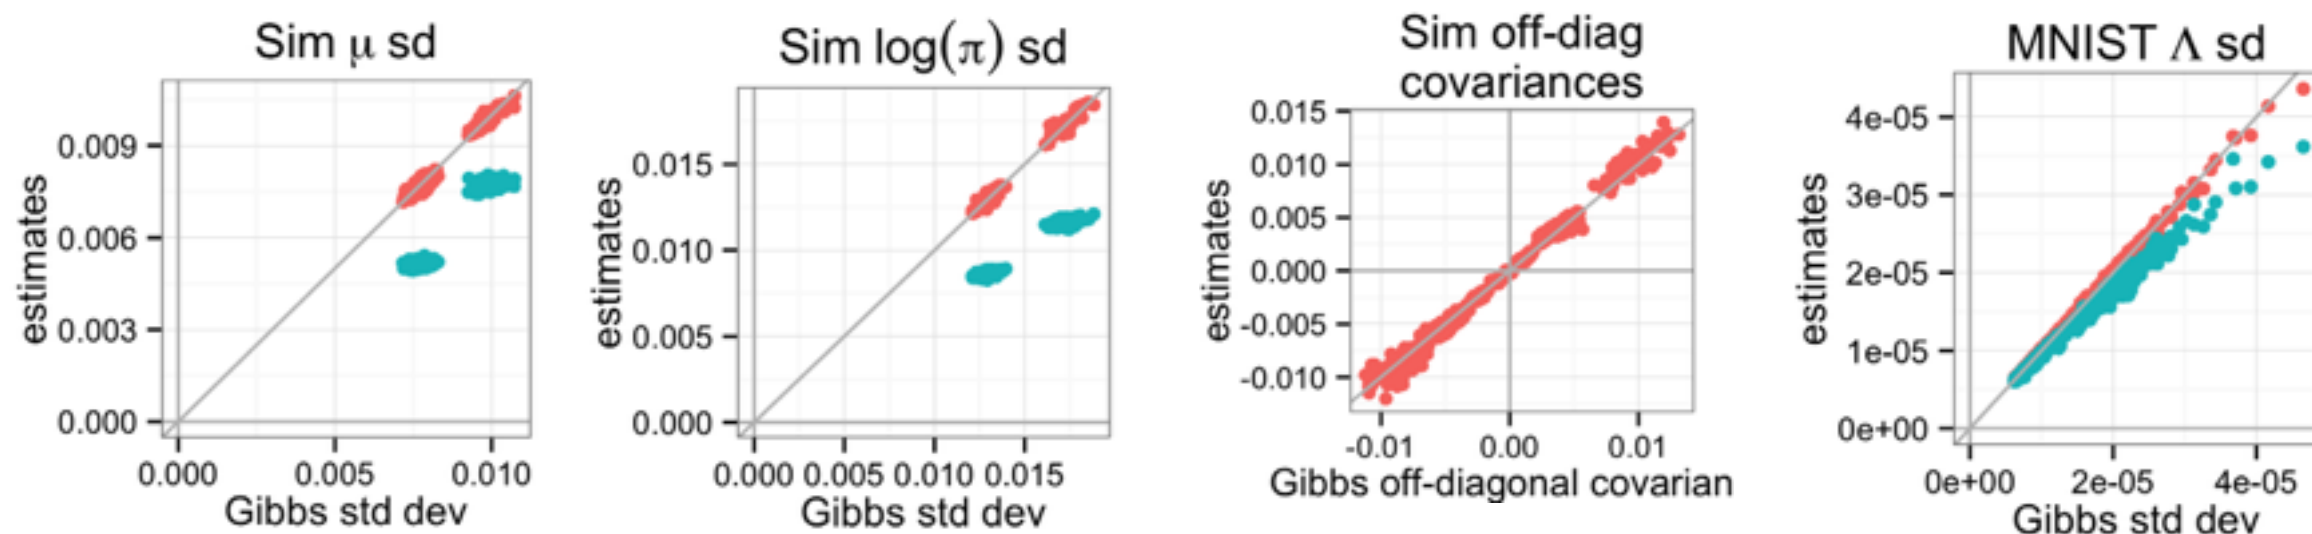 Sim μ sd
estimates
0.009
0.006
0.003
0.000
0.000 0.005 0.010
Gibbs std dev
Sim log(π) sd
estimates
0.015
0.010
0.005
0.000
0.000 0.005 0.010 0.015
Gibbs std dev
Sim off-diag
covariances
estimates
0.015
0.010
0.005
0.000
-0.005
-0.010
-0.01 0.00 0.01
Gibbs off-diagonal covarian
MNIST Λ sd
estimates
4e-05
3e-05
2e-05
1e-05
0e+00
0e+00 2e-05 4e-05
Gibbs std dev